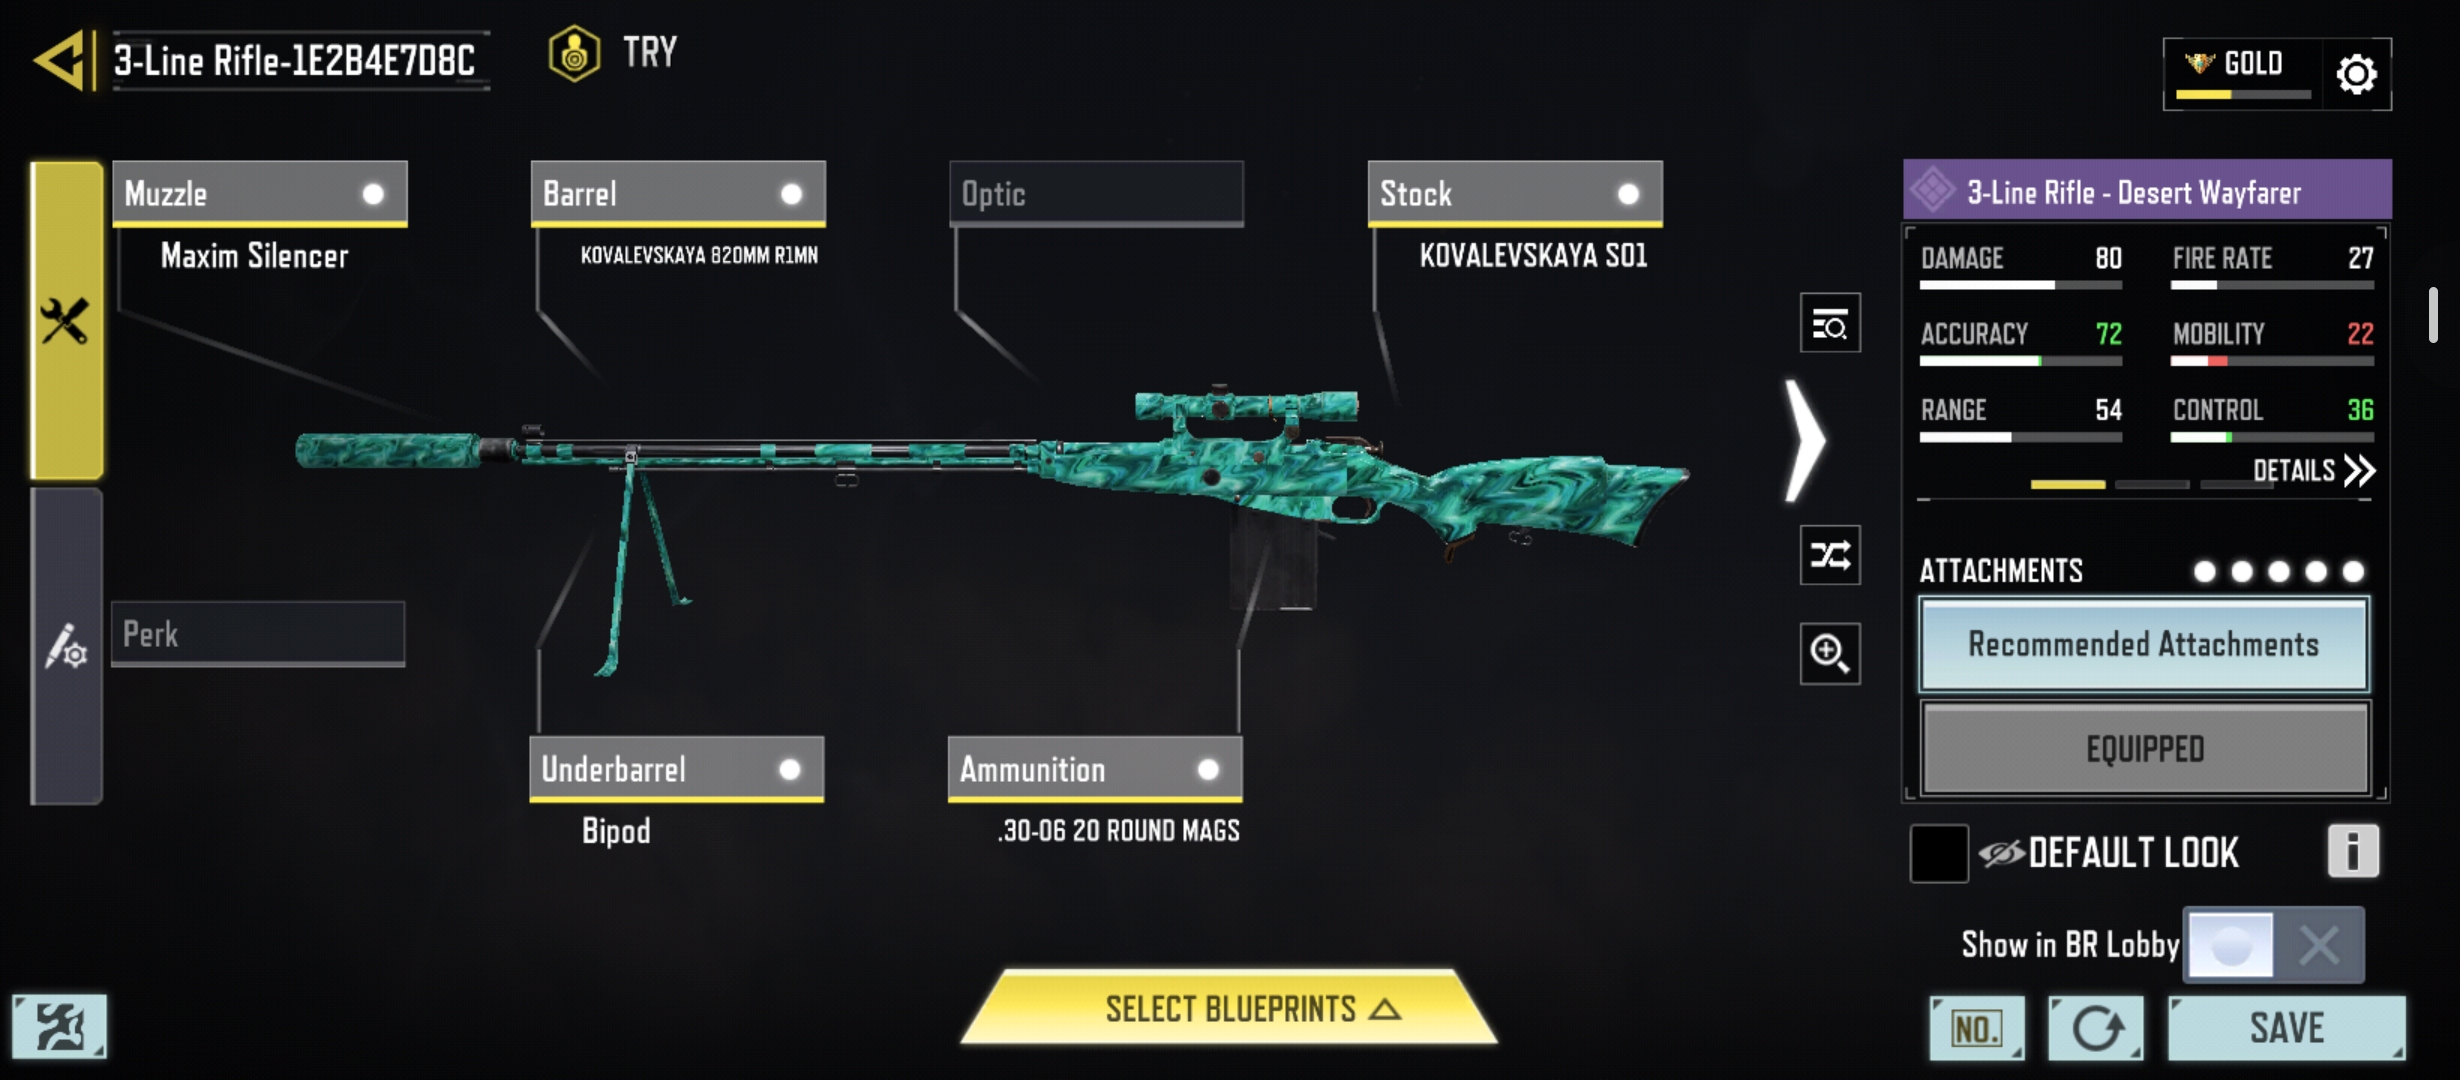 3-Line Rifle-1E2B4E7D8C
TRY
GOLD
Muzzle
Maxim Silencer
Barrel
KOVALEVSKAYA 820MM R1MN
Optic
Stock
KOVALEVSKAYA S01
3-Line Rifle - Desert Wayfarer
DAMAGE 80
FIRE RATE 27
ACCURACY 72
MOBILITY 22
RANGE 54
CONTROL 36
DETAILS
ATTACHMENTS
Recommended Attachments
EQUIPPED
Perk
Underbarrel
Bipod
Ammunition
.30-06 20 ROUND MAGS
DEFAULT LOOK
Show in BR Lobby
SELECT BLUEPRINTS
NO.
SAVE